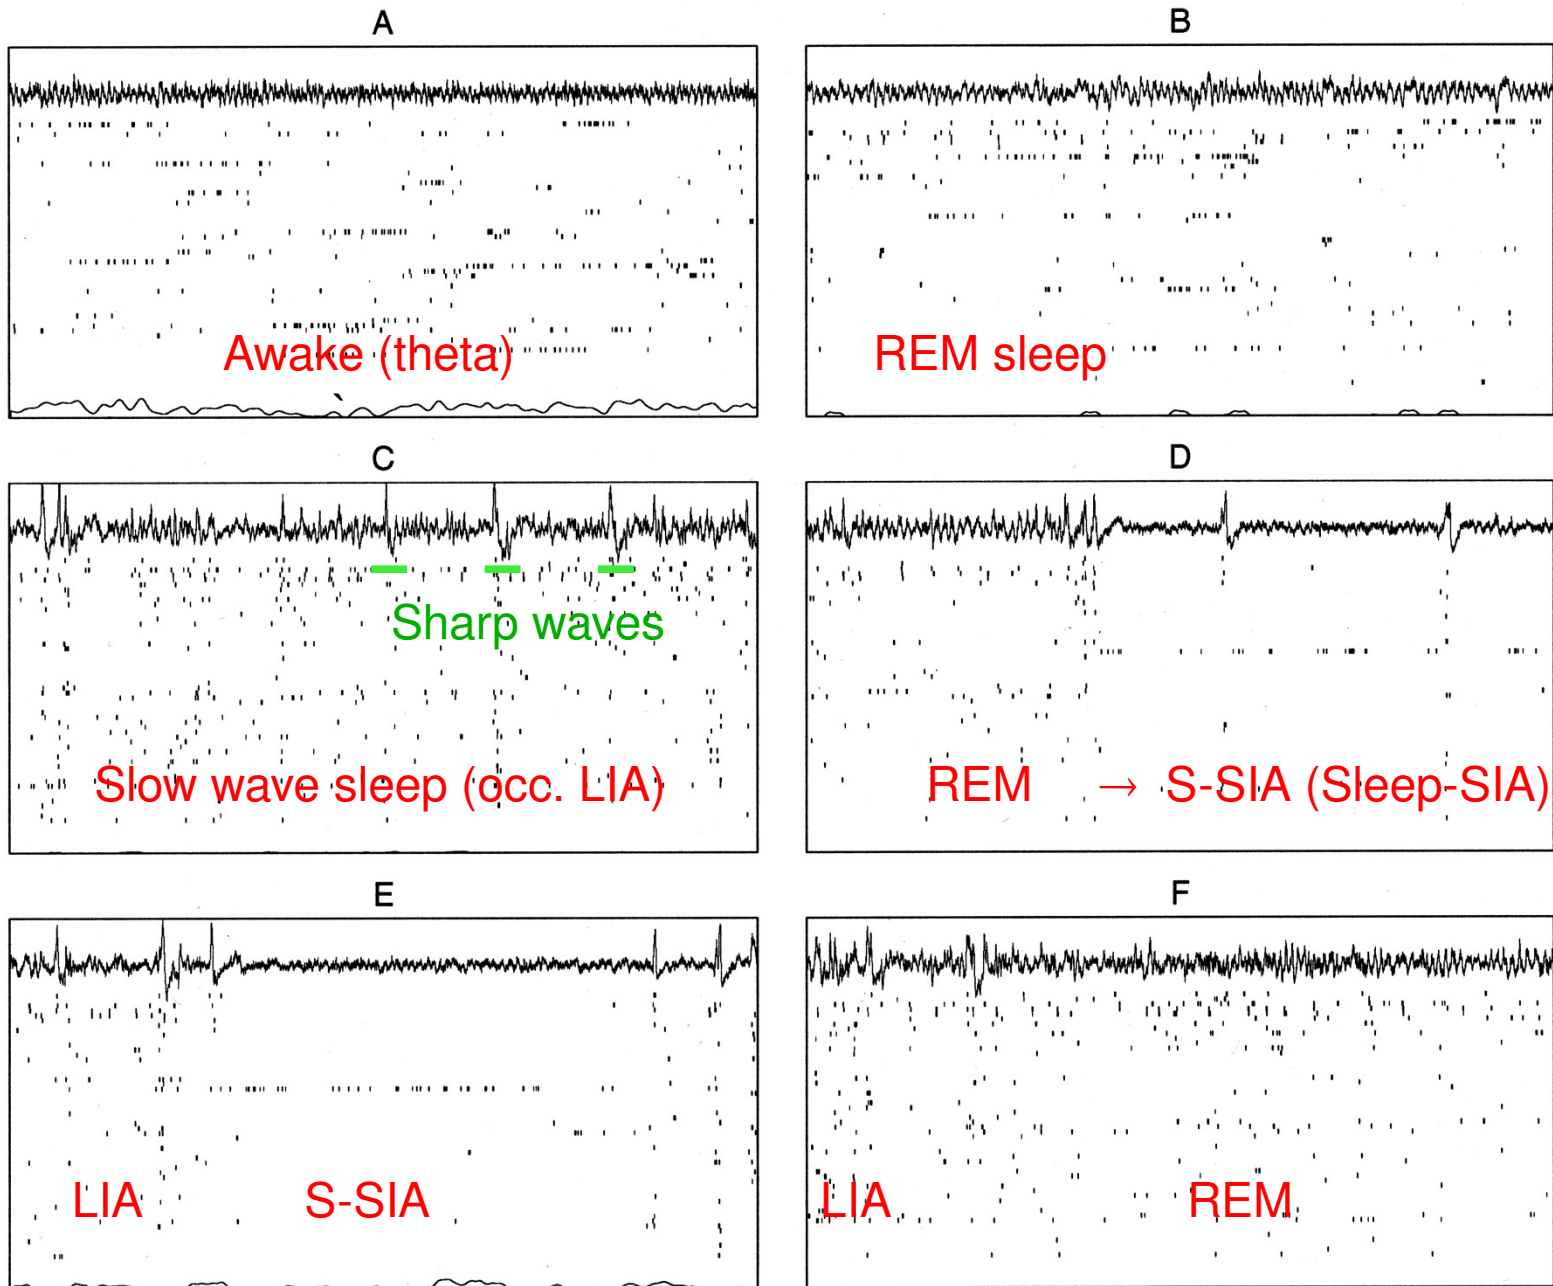 A
B
Awake (theta)
REM sleep
C
D
Sharp waves
Slow wave sleep (occ. LIA)
REM → S-SIA (Sleep-SIA)
E
F
LIA
S-SIA
LIA
REM